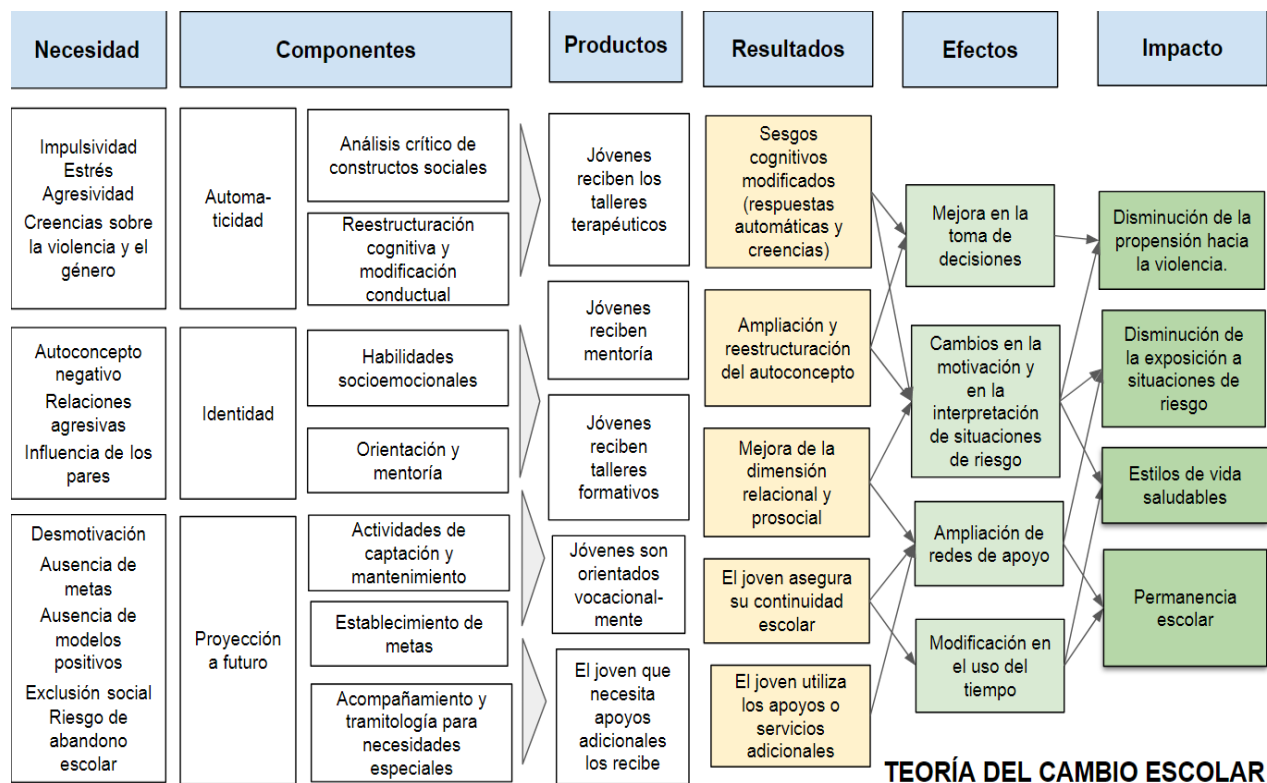 Necesidad
Componentes
Productos
Resultados
Efectos
Impacto
Impulsividad
Estrés
Agresividad
Creencias sobre
la violencia y el
género
Autoconcepto
negativo
Relaciones
agresivas
Influencia de los
pares
Desmotivación
Ausencia de
metas
Ausencia de
modelos
positivos
Exclusión social
Riesgo de
abandono
escolar
Automa-
ticidad
Identidad
Proyección
a futuro
Análisis crítico de
constructos sociales
Reestructuración
cognitiva y
modificación
conductual
Habilidades
socioemocionales
Orientación y
mentoría
Actividades de
captación y
mantenimiento
Establecimiento de
metas
Acompañamiento y
tramitología para
necesidades
especiales
Jóvenes
reciben los
talleres
terapéuticos
Jóvenes
reciben
mentoría
Jóvenes
reciben
talleres
formativos
Jóvenes son
orientados
vocacional-
mente
El joven que
necesita
apoyos
adicionales
los recibe
Sesgos
cognitivos
modificados
(respuestas
automáticas y
creencias)
Ampliación y
reestructuración
del autoconcepto
Mejora de la
dimensión
relacional y
prosocial
El joven asegura
su continuidad
escolar
El joven utiliza
los apoyos o
servicios
adicionales
Mejora en la
toma de
decisiones
Cambios en la
motivación y
en la
interpretación
de situaciones
de riesgo
Ampliación de
redes de apoyo
Modificación en
el uso del
tiempo
Disminución de la
propensión hacia
la violencia.
Disminución de
la exposición a
situaciones de
riesgo
Estilos de vida
saludables
Permanencia
escolar
TEORÍA DEL CAMBIO ESCOLAR